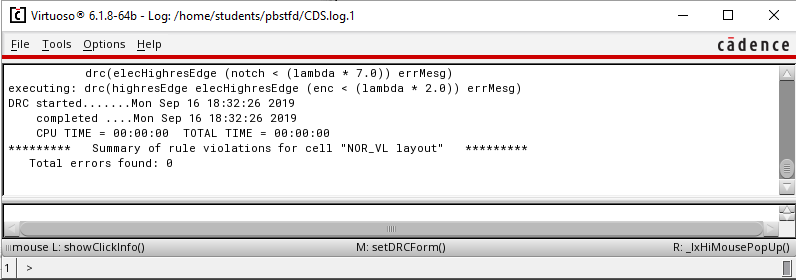 Virtuoso® 6.1.8-64b - Log: /home/students/pbstfd/CDS.log.1
File Tools Options Help
cādence
drc(elecHighresEdge (notch < (lambda * 7.0)) errMesg)
executing: drc(highresEdge elecHighresEdge (enc < (lambda * 2.0)) errMesg)
DRC started.......Mon Sep 16 18:32:26 2019
completed ....Mon Sep 16 18:32:26 2019
CPU TIME = 00:00:00 TOTAL TIME = 00:00:00
********* Summary of rule violations for cell "NOR_VL layout" *********
Total errors found: 0
mouse L: showClickInfo() M: setDRCForm() R: _lxHiMousePopUp()
1 >